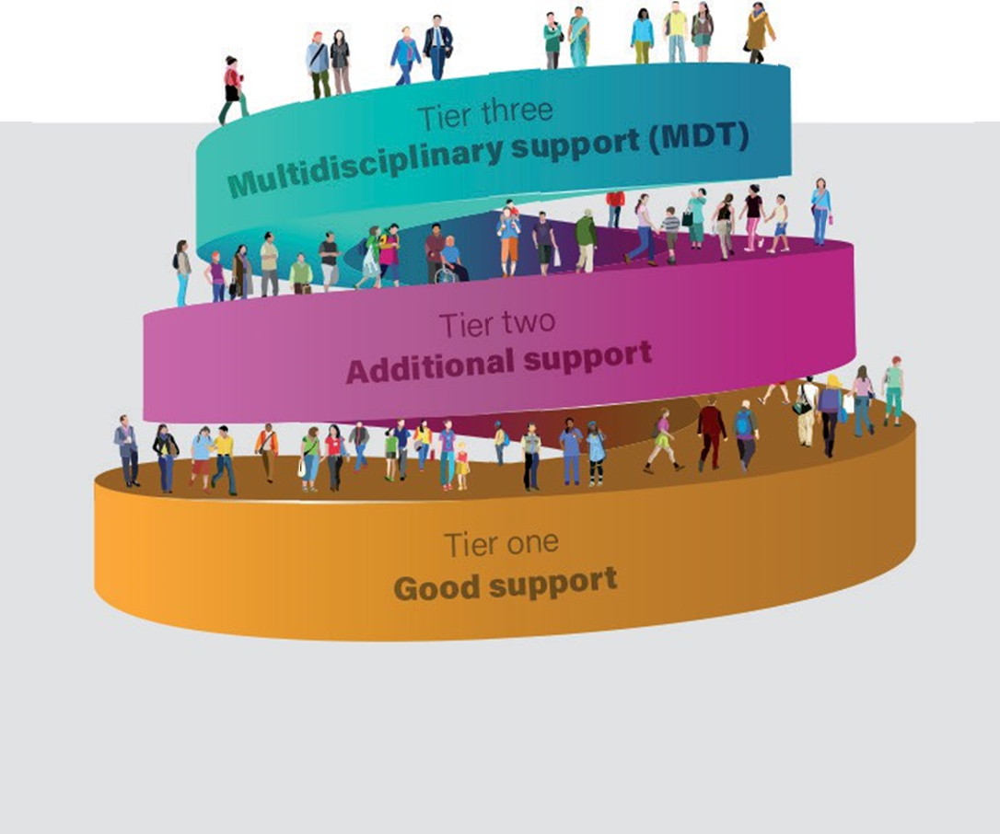 Tier three
Multidisciplinary support (MDT)
Tier two
Additional support
Tier one
Good support